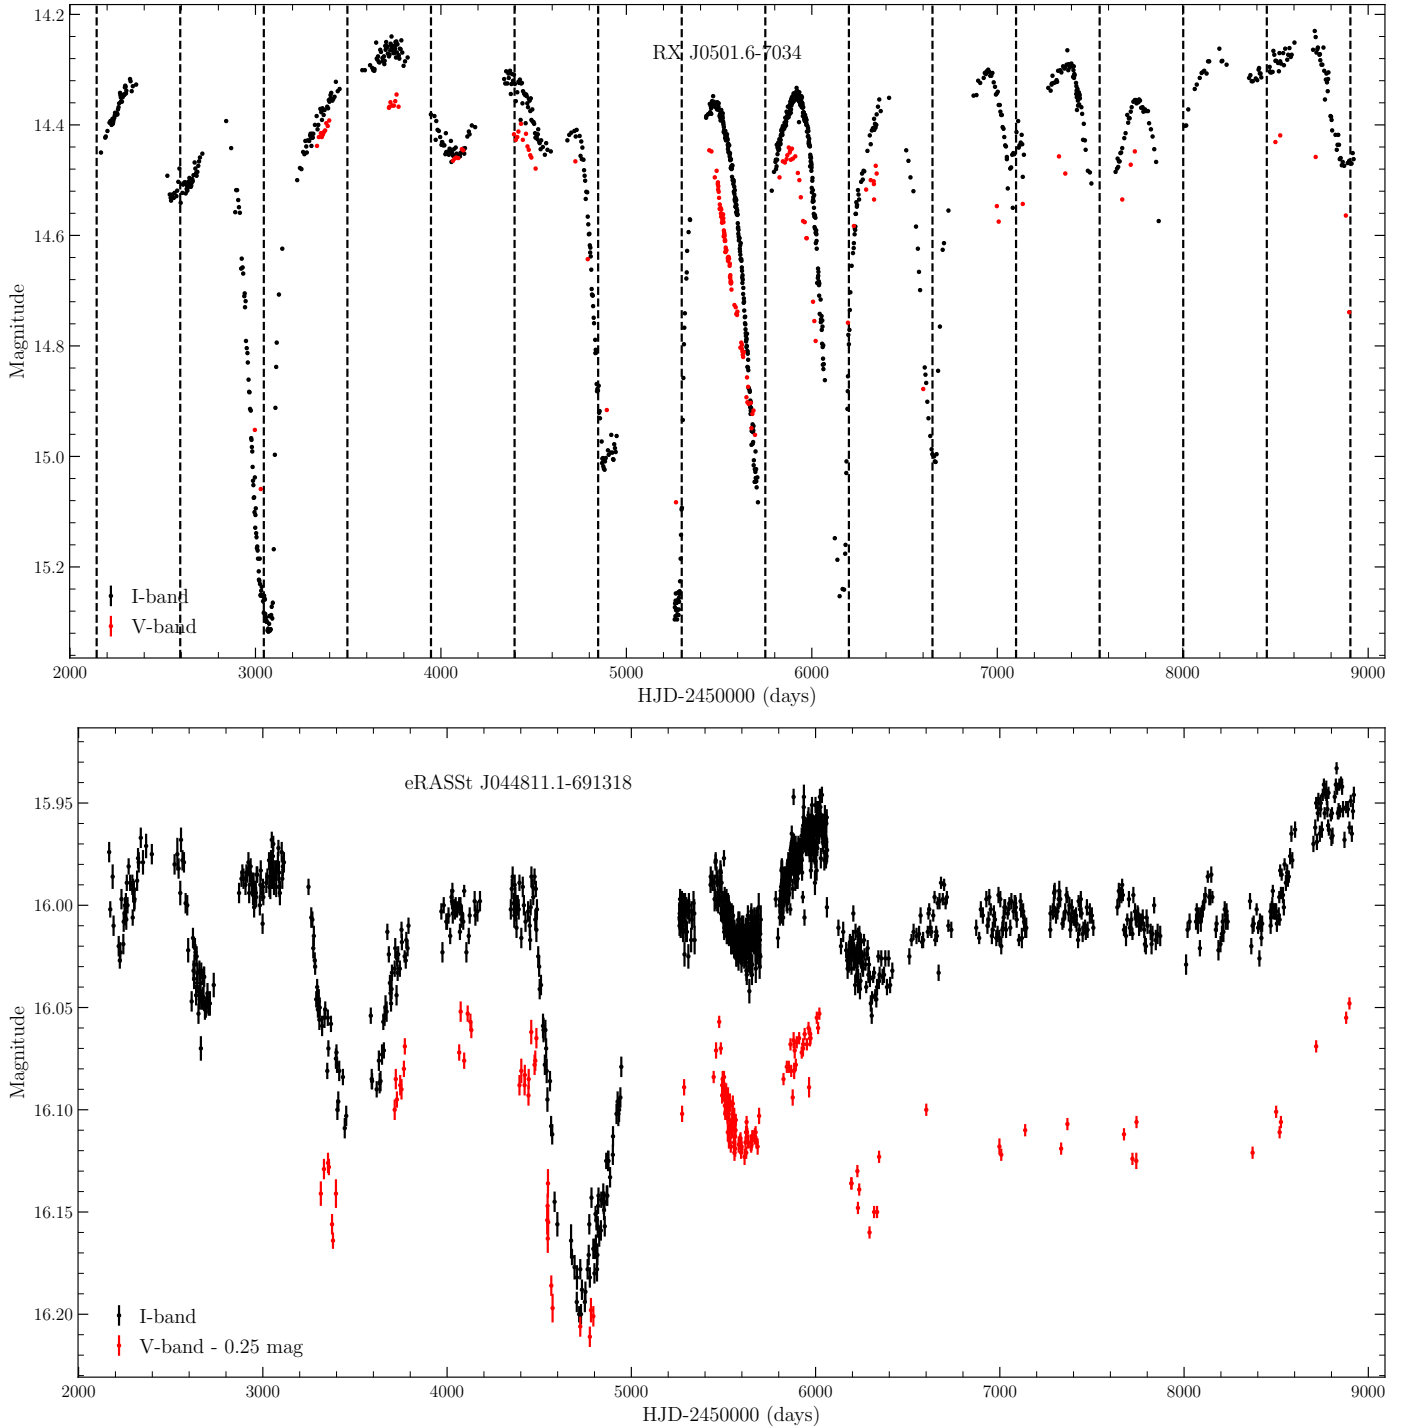 14.2
RX J0501.6-7034
14.4
14.6
14.8
Magnitude
15.0
15.2
I-band
V-band
2000 3000 4000 5000 6000 7000 8000 9000
HJD-2450000 (days)
eRASSt J044811.1-691318
15.95
16.00
16.05
Magnitude
16.10
16.15
16.20
I-band
V-band - 0.25 mag
2000 3000 4000 5000 6000 7000 8000 9000
HJD-2450000 (days)